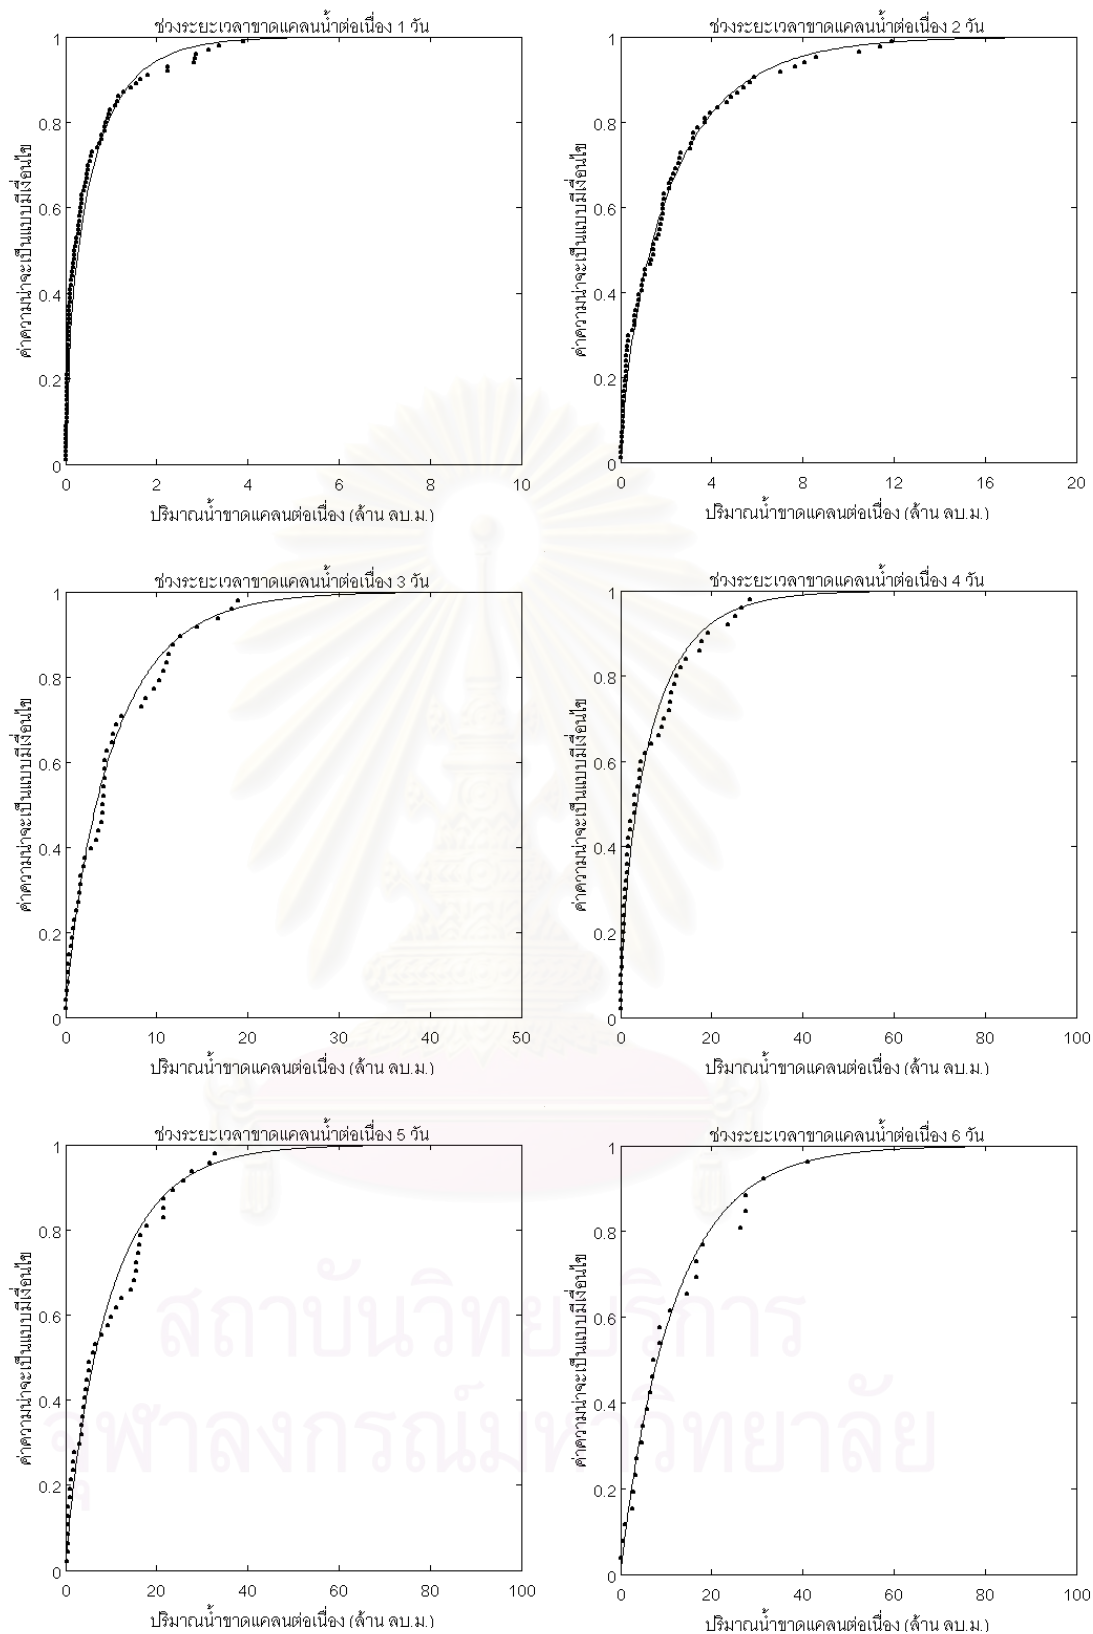 ช่วงระยะเวลาขาดแคลนน้ำต่อเนื่อง 1 วัน
1
0.8
0.6
0.4
0.2
0
ค่าความน่าจะเป็นแบบมีเงื่อนไข
0 2 4 6 8 10
ปริมาณน้ำขาดแคลนต่อเนื่อง (ล้าน ลบ.ม.)
ช่วงระยะเวลาขาดแคลนน้ำต่อเนื่อง 2 วัน
1
0.8
0.6
0.4
0.2
0
ค่าความน่าจะเป็นแบบมีเงื่อนไข
0 4 8 12 16 20
ปริมาณน้ำขาดแคลนต่อเนื่อง (ล้าน ลบ.ม.)
ช่วงระยะเวลาขาดแคลนน้ำต่อเนื่อง 3 วัน
1
0.8
0.6
0.4
0.2
0
ค่าความน่าจะเป็นแบบมีเงื่อนไข
0 10 20 30 40 50
ปริมาณน้ำขาดแคลนต่อเนื่อง (ล้าน ลบ.ม.)
ช่วงระยะเวลาขาดแคลนน้ำต่อเนื่อง 4 วัน
1
0.8
0.6
0.4
0.2
0
ค่าความน่าจะเป็นแบบมีเงื่อนไข
0 20 40 60 80 100
ปริมาณน้ำขาดแคลนต่อเนื่อง (ล้าน ลบ.ม.)
ช่วงระยะเวลาขาดแคลนน้ำต่อเนื่อง 5 วัน
1
0.8
0.6
0.4
0.2
0
ค่าความน่าจะเป็นแบบมีเงื่อนไข
0 20 40 60 80 100
ปริมาณน้ำขาดแคลนต่อเนื่อง (ล้าน ลบ.ม.)
ช่วงระยะเวลาขาดแคลนน้ำต่อเนื่อง 6 วัน
1
0.8
0.6
0.4
0.2
0
ค่าความน่าจะเป็นแบบมีเงื่อนไข
0 20 40 60 80 100
ปริมาณน้ำขาดแคลนต่อเนื่อง (ล้าน ลบ.ม.)
สถาบันวิทยบริการ
จุฬาลงกรณ์มหาวิทยาลัย